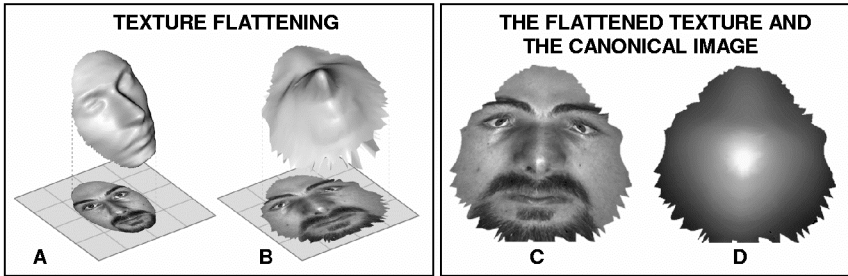 TEXTURE FLATTENING
A
B
THE FLATTENED TEXTURE AND
THE CANONICAL IMAGE
C
D